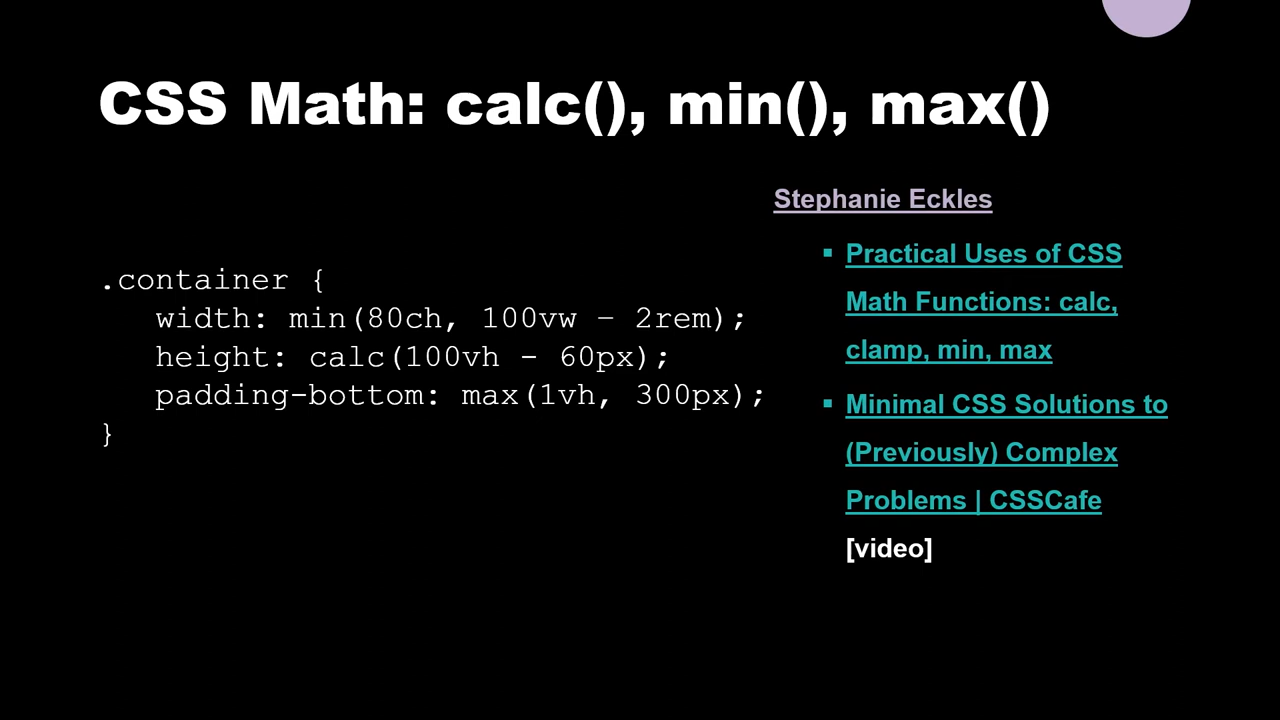 CSS Math: calc(), min(), max()
.container {
width: min(80ch, 100vw – 2rem);
height: calc(100vh - 60px);
padding-bottom: max(1vh, 300px);
}
Stephanie Eckles
▪ Practical Uses of CSS
Math Functions: calc,
clamp, min, max
▪ Minimal CSS Solutions to
(Previously) Complex
Problems | CSSCafe
[video]